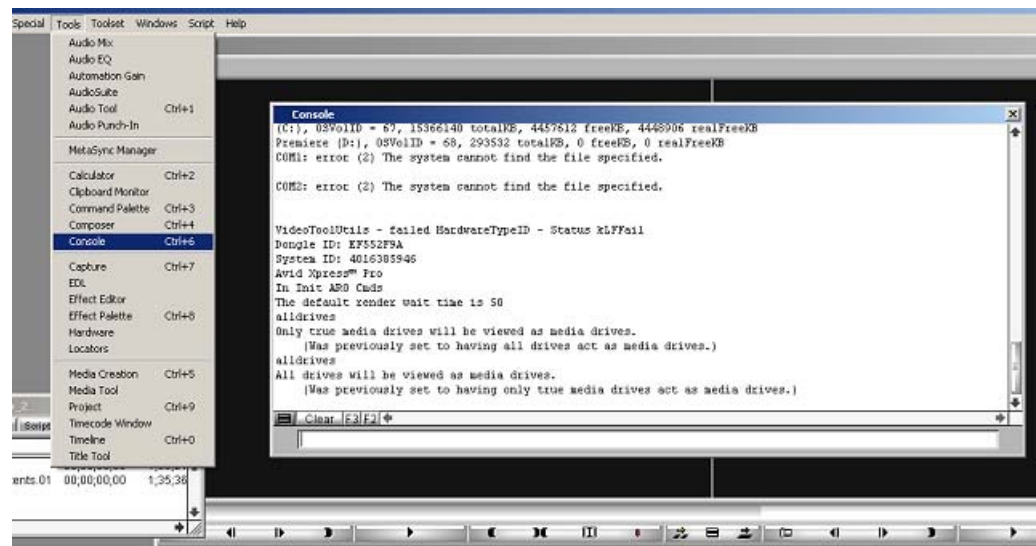 Special Tools Toolset Windows Script Help
Audio Mix
Audio EQ
Automation Gain
AudioSuite
Audio Tool Ctrl+1
Audio Punch-In
MetaSync Manager
Calculator Ctrl+2
Clipboard Monitor
Command Palette Ctrl+3
Composer Ctrl+4
Console Ctrl+6
Capture Ctrl+7
EDL
Effect Editor
Effect Palette Ctrl+8
Hardware
Locators
Media Creation Ctrl+5
Media Tool
Project Ctrl+9
Timecode Window
Timeline Ctrl+0
Title Tool
Script
ents.01 00;00;00;00 1;35;36
Console
(C:), OSVolID = 67, 15366140 totalKB, 4457612 freeKB, 4448906 realFreeKB
Premiere (D:), OSVolID = 68, 293532 totalKB, 0 freeKB, 0 realFreeKB
COM1: error (2) The system cannot find the file specified.
COM2: error (2) The system cannot find the file specified.
VideoToolUtils - failed HardwareTypeID - Status kLFFail
Dongle ID: EF552F9A
System ID: 4016385946
Avid Xpress™ Pro
In Init ARO Cmds
The default render wait time is 50
alldrives
Only true media drives will be viewed as media drives.
(Was previously set to having all drives act as media drives.)
alldrives
All drives will be viewed as media drives.
(Was previously set to having only true media drives act as media drives.)
Clear F3 F2